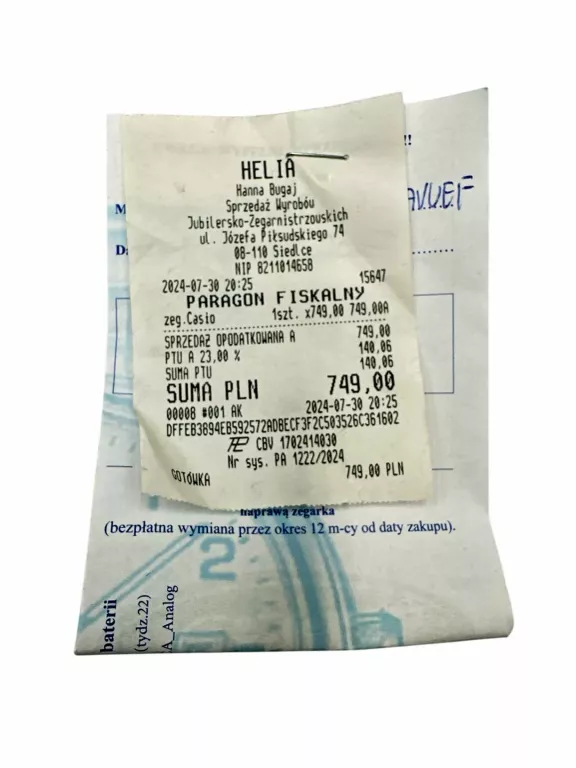 !!
HELIA
Hanna Bugaj
Sprzedaż Wyrobów
Jubilersko-Zegarnistrzowskich
ul. Józefa Piłsudskiego 74
08-110 Siedlce
NIP 8211014658
2024-07-30 20:25 15647
PARAGON FISKALNY
zeg.Casio 1szt. x749,00 749,00A
SPRZEDAŻ OPODATKOWANA A 749,00
PTU A 23,00 % 140,06
SUMA PTU 140,06
SUMA PLN 749,00
00008 #001 AK 2024-07-30 20:25
DFFEB3894EB592572ADBECF3F2C503526C361602
CBV 1702414030
Nr sys. PA 1222/2024
GOTÓWKA 749,00 PLN
naprawą zegarka
(bezpłatna wymiana przez okres 12 m-cy od daty zakupu).
2
baterii
(tydz.22)
A_Analog